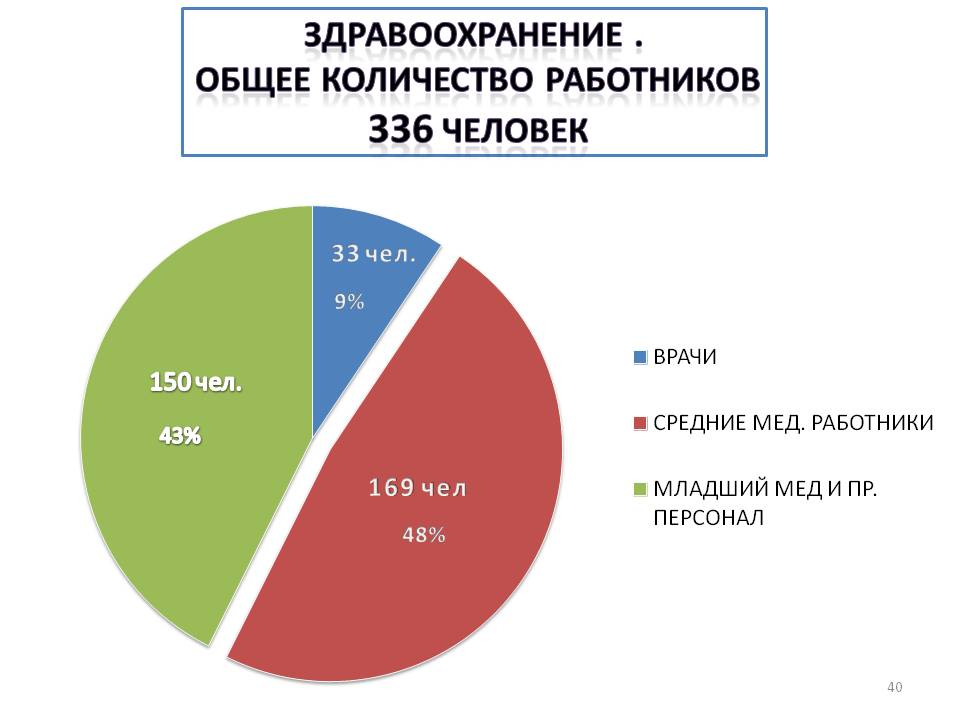 ЗДРАВООХРАНЕНИЕ .
ОБЩЕЕ КОЛИЧЕСТВО РАБОТНИКОВ
336 ЧЕЛОВЕК
33 чел.
9%
150 чел.
43%
169 чел
48%
ВРАЧИ
СРЕДНИЕ МЕД. РАБОТНИКИ
МЛАДШИЙ МЕД И ПР.
ПЕРСОНАЛ
40